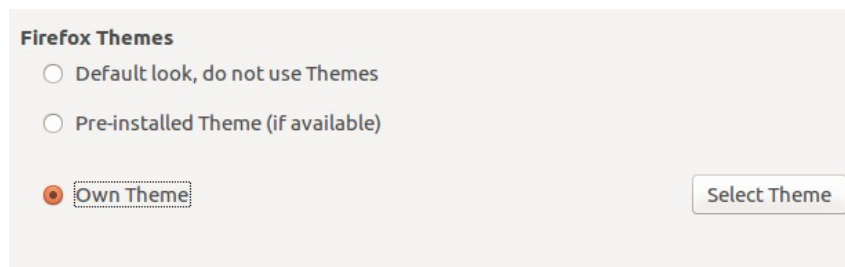 Firefox Themes
Default look, do not use Themes
Pre-installed Theme (if available)
Own Theme
Select Theme